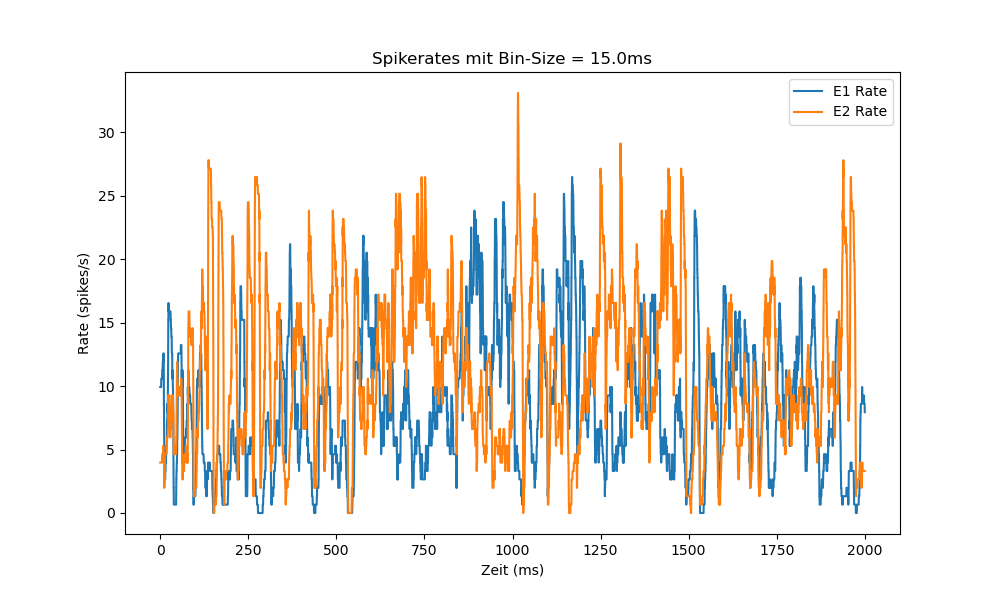 Spikerates mit Bin-Size = 15.0ms
E1 Rate
E2 Rate
Rate (spikes/s)
30
25
20
15
10
5
0
0 250 500 750 1000 1250 1500 1750 2000
Zeit (ms)